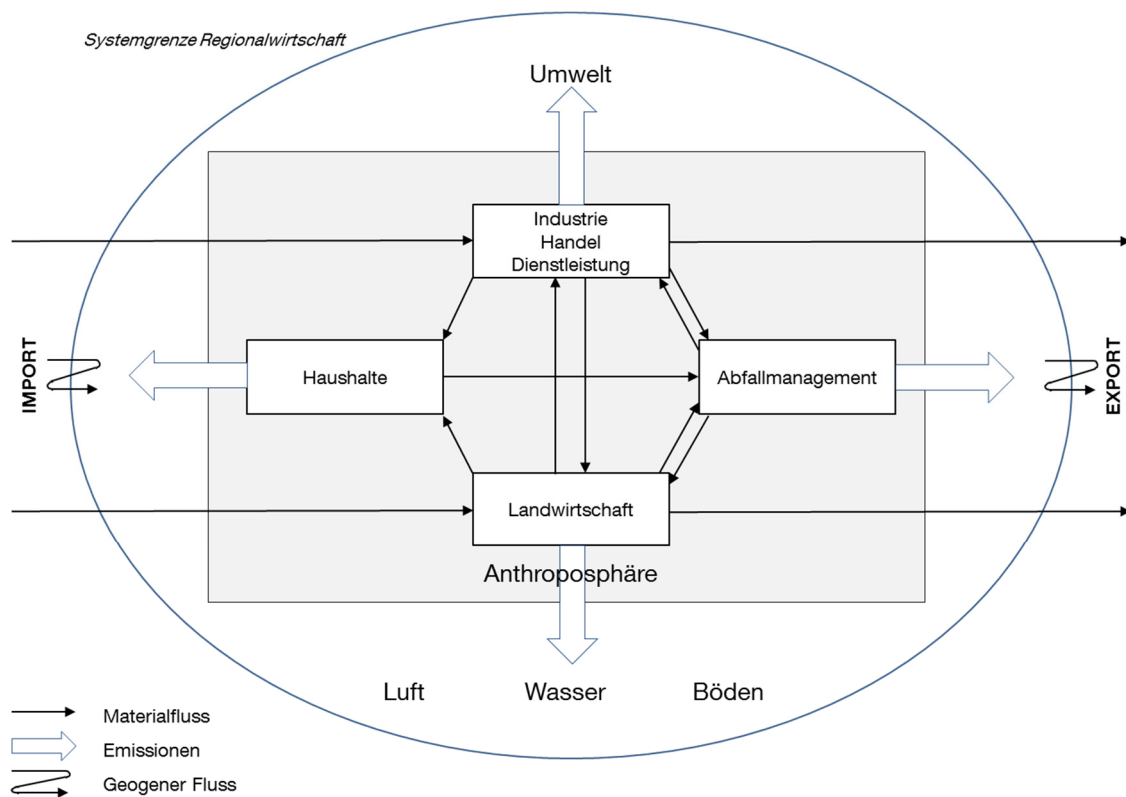 Systemgrenze Regionalwirtschaft
Umwelt
Industrie
Handel
Dienstleistung
IMPORT
Haushalte
Abfallmanagement
EXPORT
Landwirtschaft
Anthroposphäre
Luft
Wasser
Böden
Materialfluss
Emissionen
Geogener Fluss